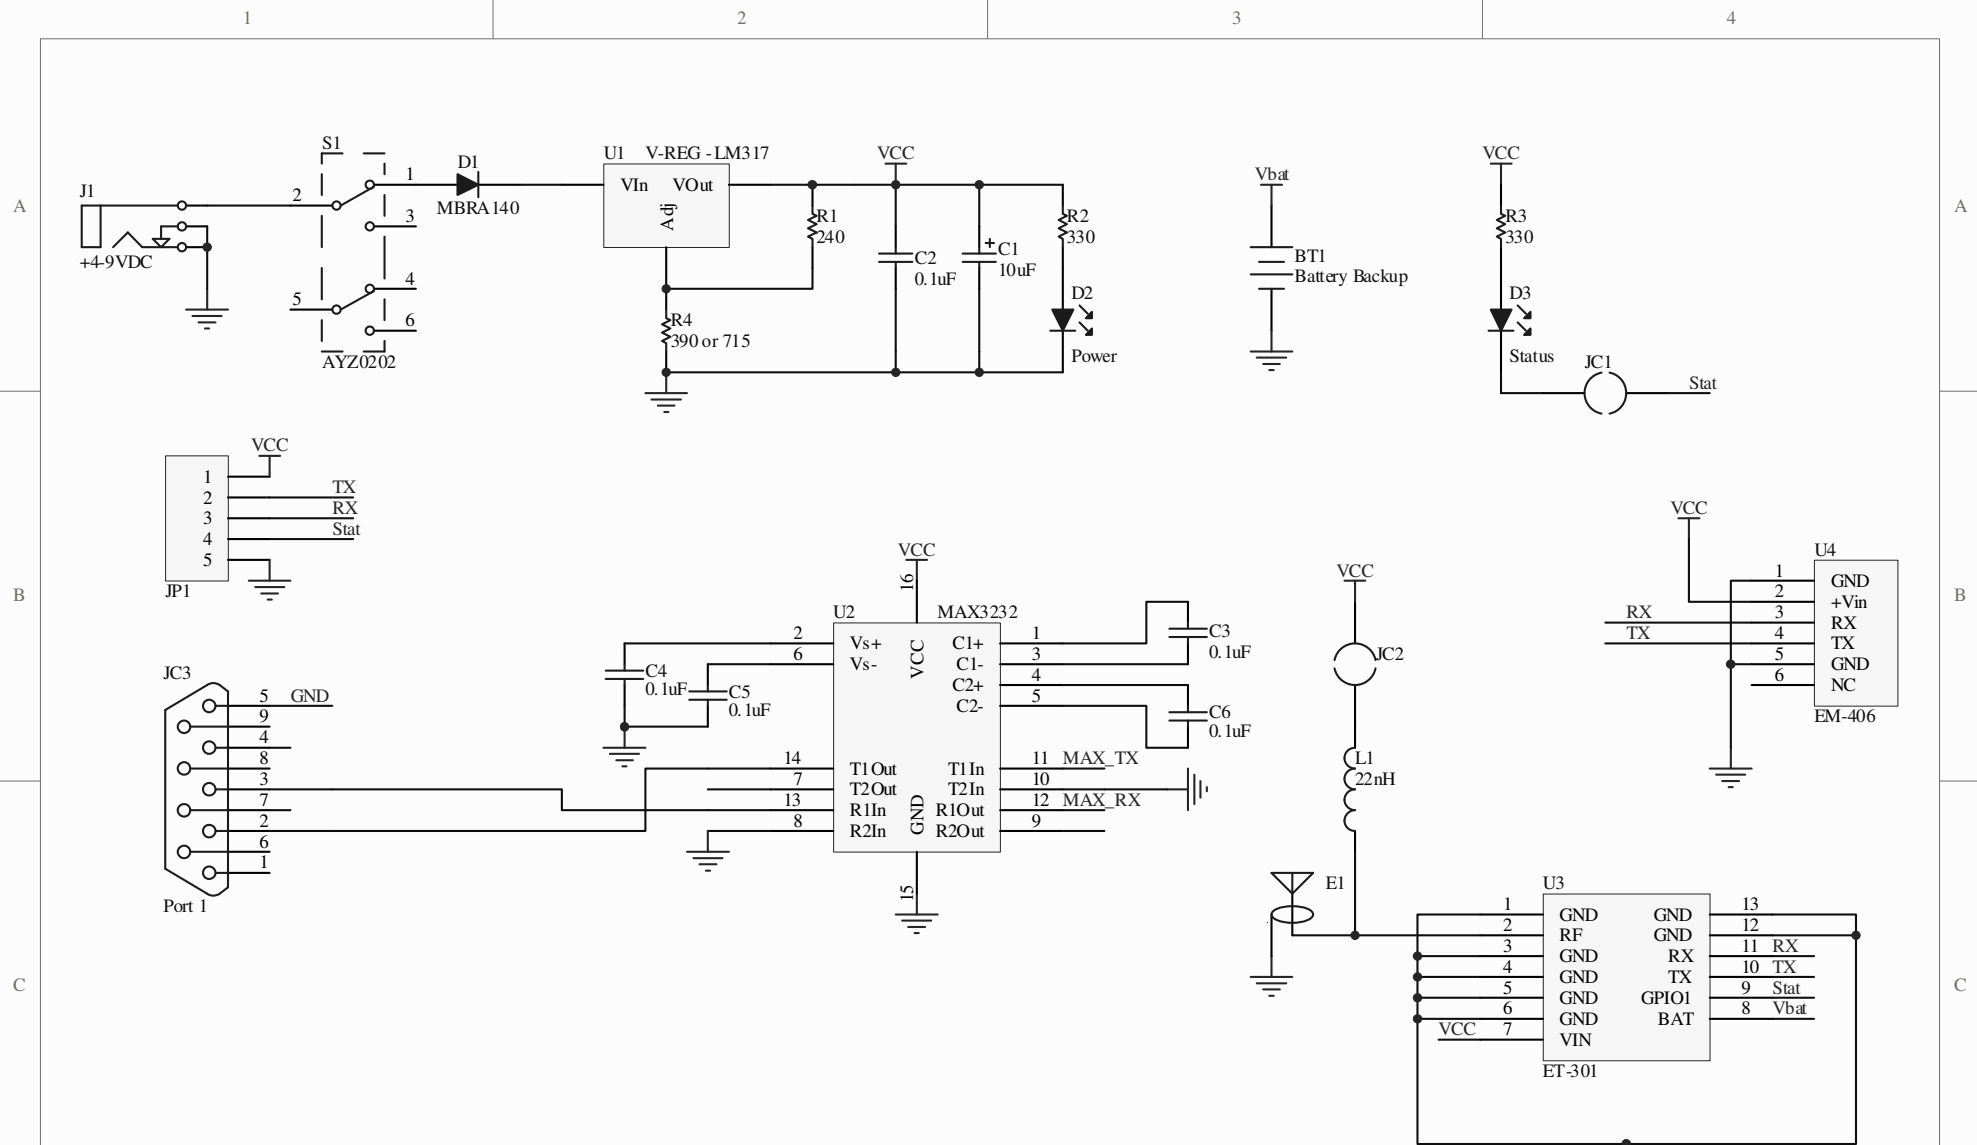 1 2 3 4
A A
S1
J1
2
1
3
4
5
6
+4-9VDC
AYZ0202
D1
MBRA140
U1 V-REG - LM317
VIn VOut
Adj
VCC
R1
240
R4
390 or 715
C2
0.1uF
+
C1
10uF
R2
330
D2
Power
Vbat
BT1
Battery Backup
VCC
R3
330
D3
Status
JC1
Stat
B B
VCC
1
2 TX
3 RX
4 Stat
5
JP1
JC3
5 GND
9
4
8
3
7
2
6
1
Port 1
VCC
16
U2 MAX3232
2 Vs+ C1+ 1
6 Vs- C1- 3
C2+ 4
C2- 5
VCC
14 T1Out T1In 11 MAX_TX
7 T2Out T2In 10
13 R1In R1Out 12 MAX_RX
8 R2In R2Out 9
GND
15
C4
0.1uF
C5
0.1uF
C3
0.1uF
C6
0.1uF
VCC
JC2
L1
22nH
E1
VCC
U4
1 GND
2 +Vin
RX 3 RX
TX 4 TX
5 GND
6 NC
EM-406
C C
U3
1 GND GND 13
2 RF GND 12
3 GND RX 11 RX
4 GND TX 10 TX
5 GND GPIO1 9 Stat
6 GND BAT 8 Vbat
VCC 7 VIN
ET-301